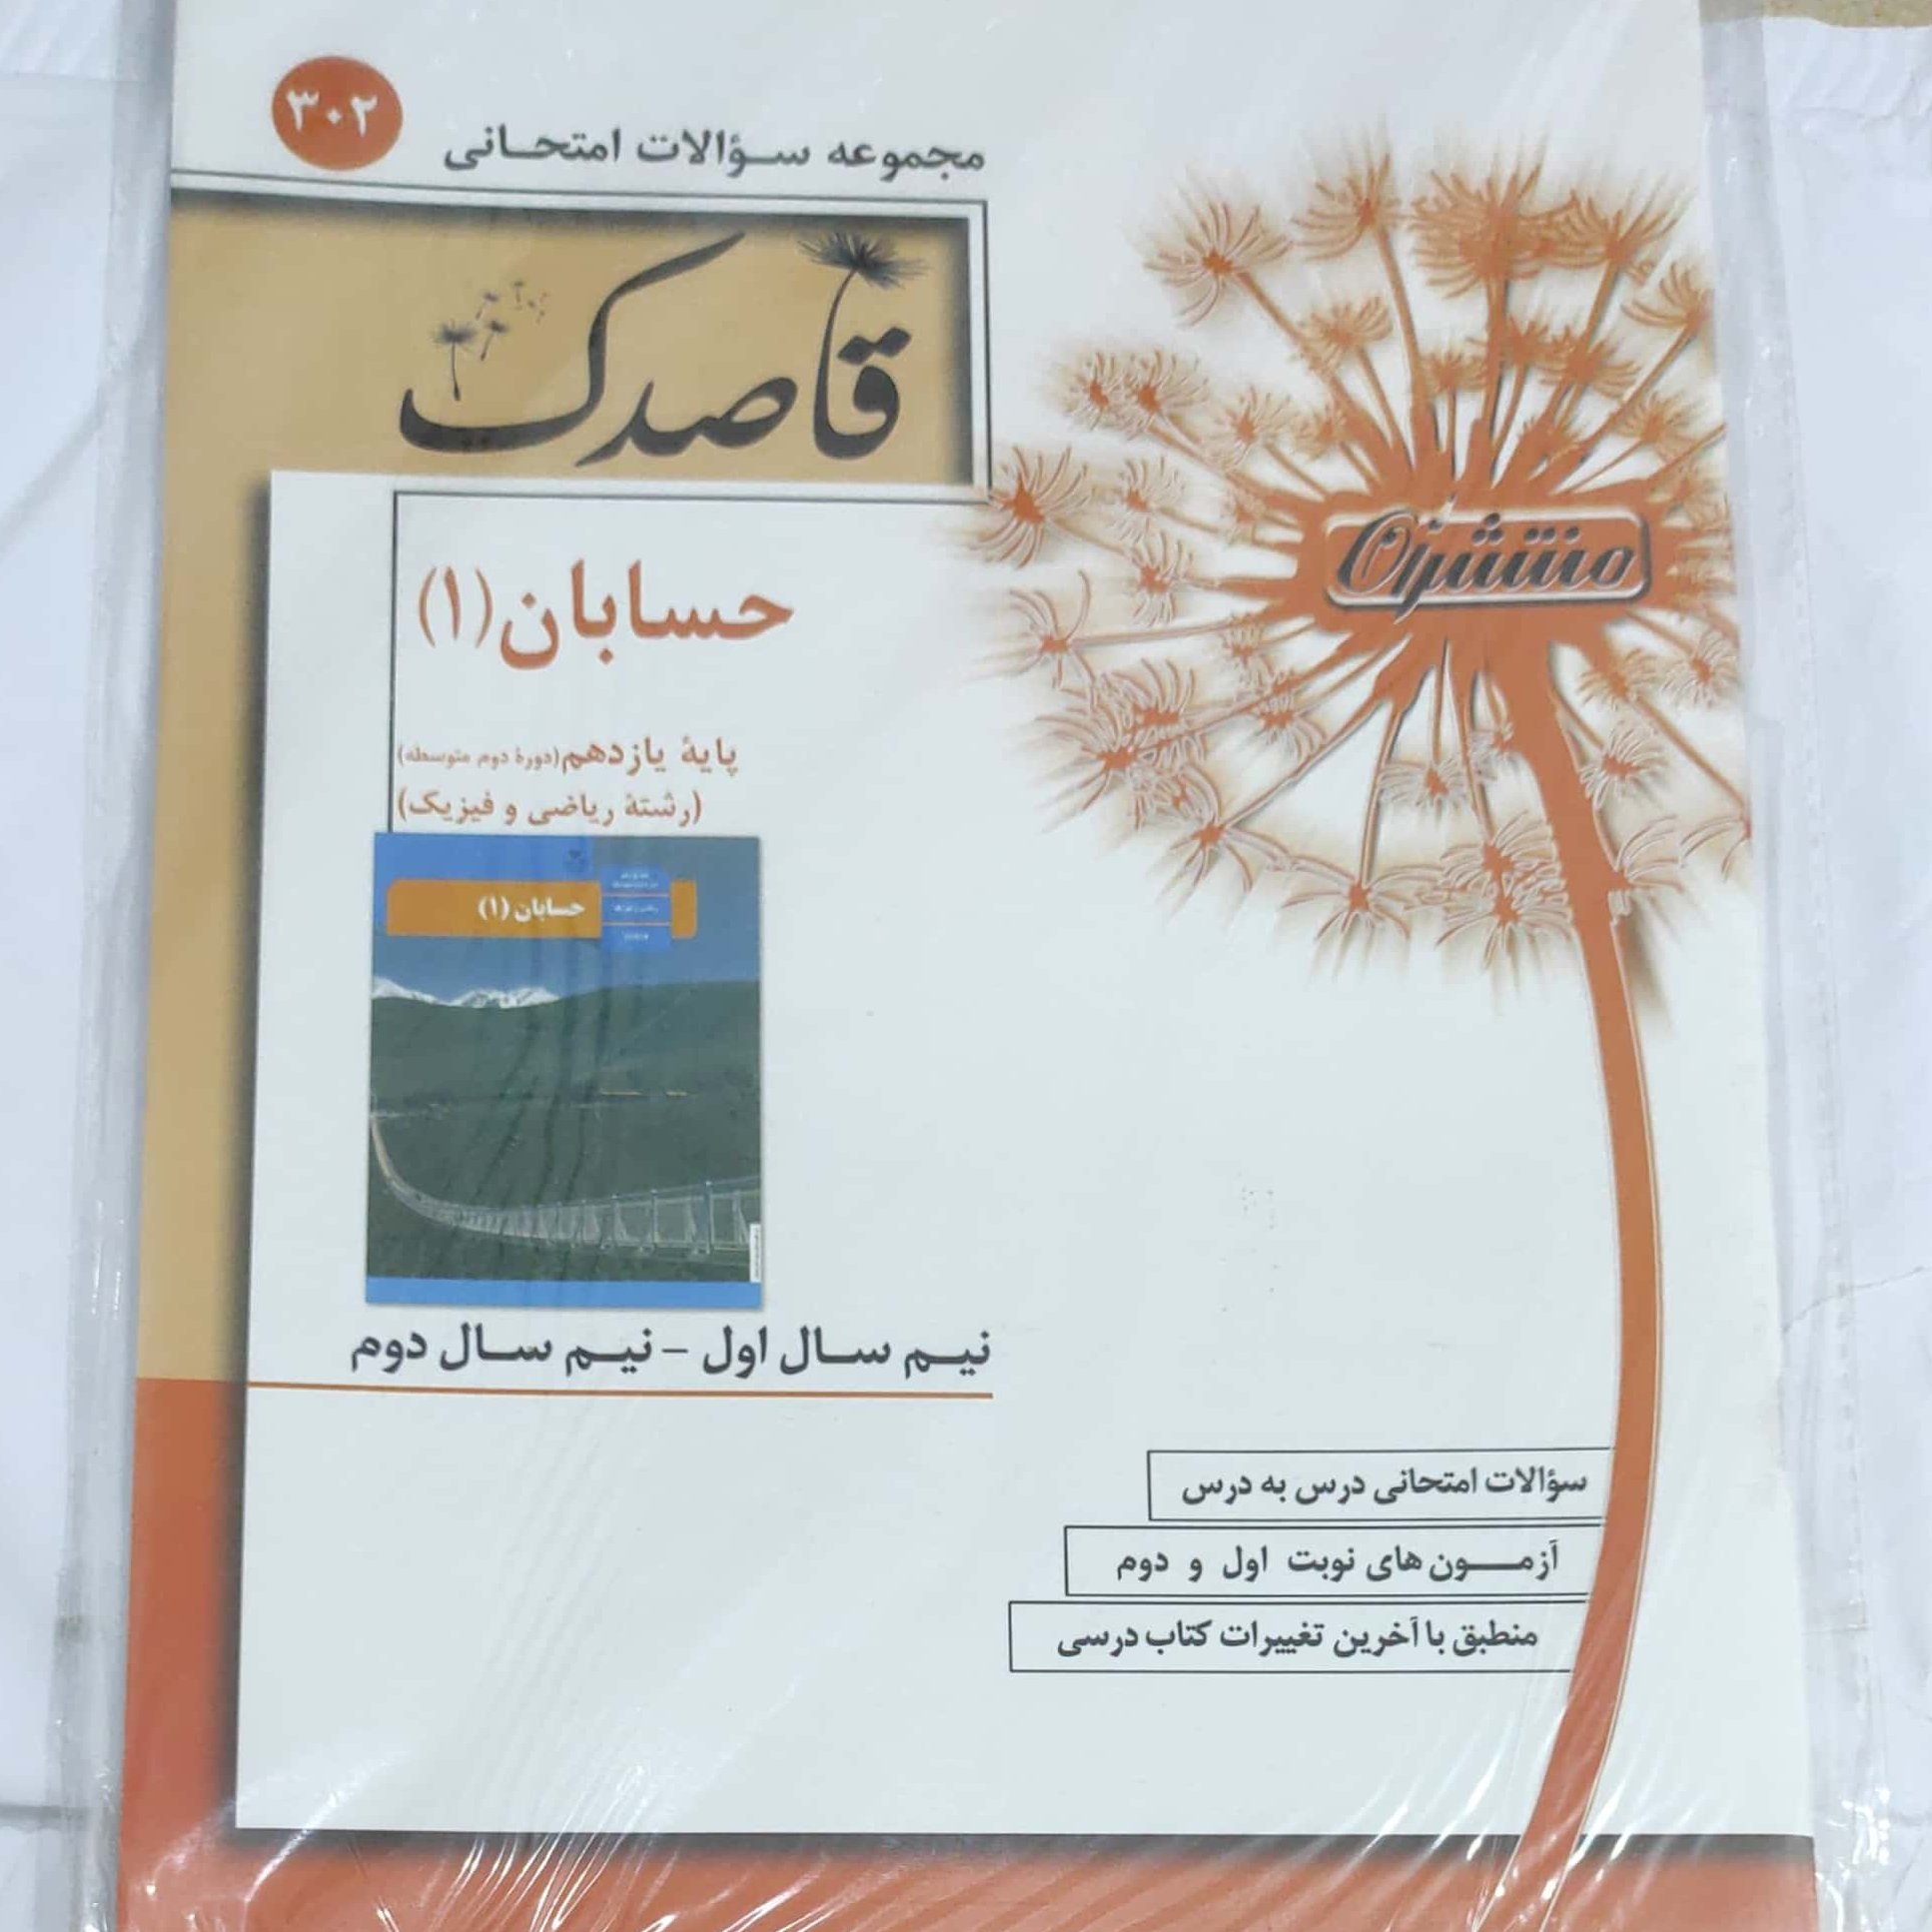 مجموعه سؤالات امتحانی
۳۰۲
قاصدک
منتشران
حسابان (۱)
پایهٔ یازدهم (دورهٔ دوم متوسطه)
(رشتهٔ ریاضی و فیزیک)
حسابان (۱)
نیم سال اول - نیم سال دوم
سؤالات امتحانی درس به درس
آزمون های نوبت اول و دوم
منطبق با آخرین تغییرات کتاب درسی